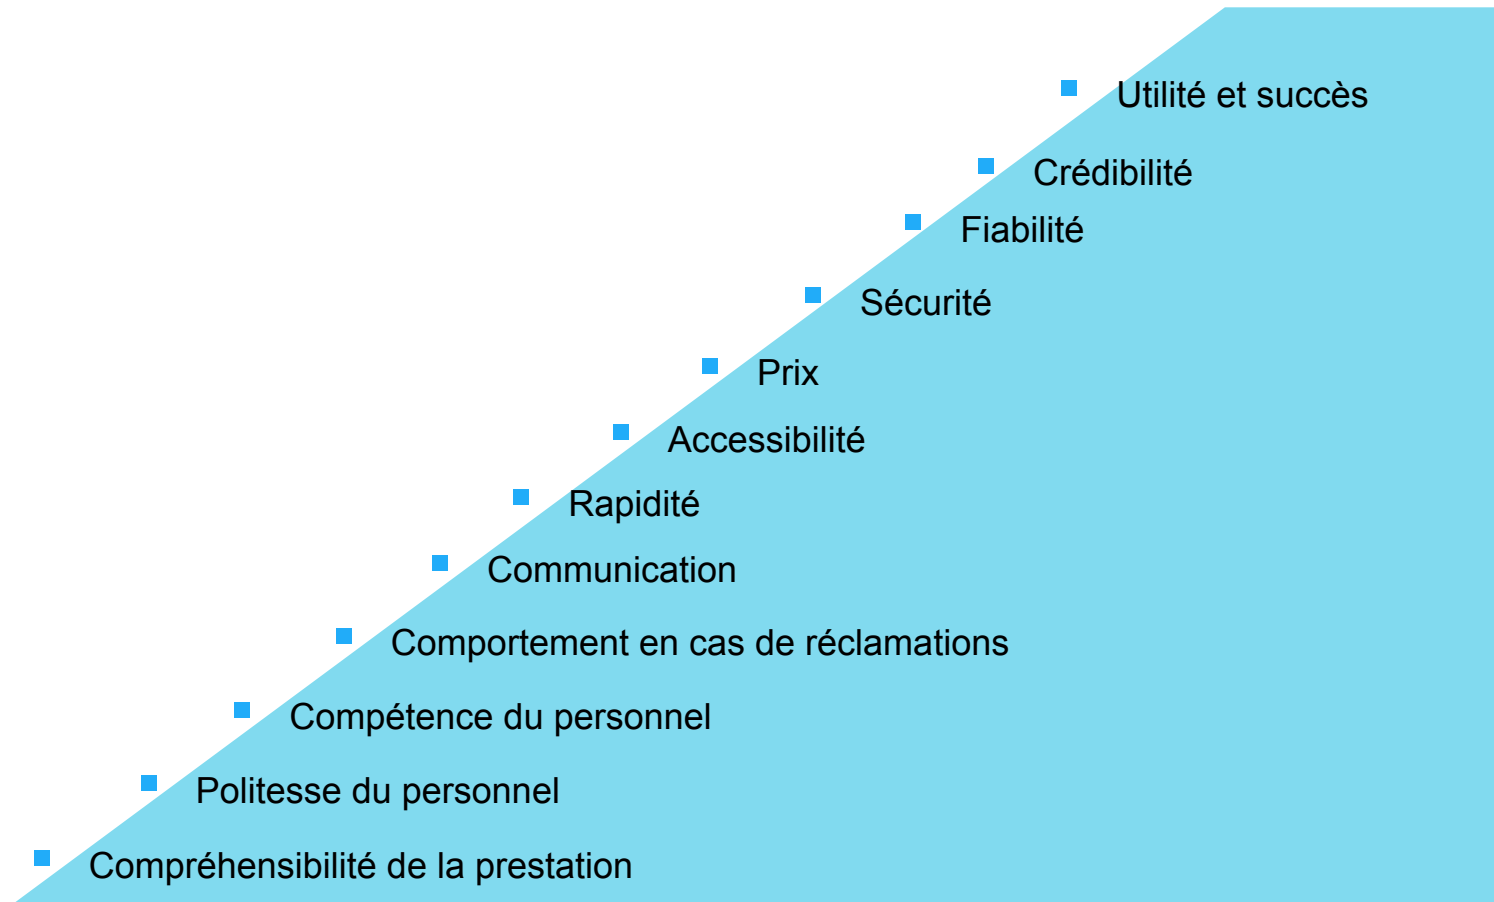 Utilité et succès
Crédibilité
Fiabilité
Sécurité
Prix
Accessibilité
Rapidité
Communication
Comportement en cas de réclamations
Compétence du personnel
Politesse du personnel
Compréhensibilité de la prestation